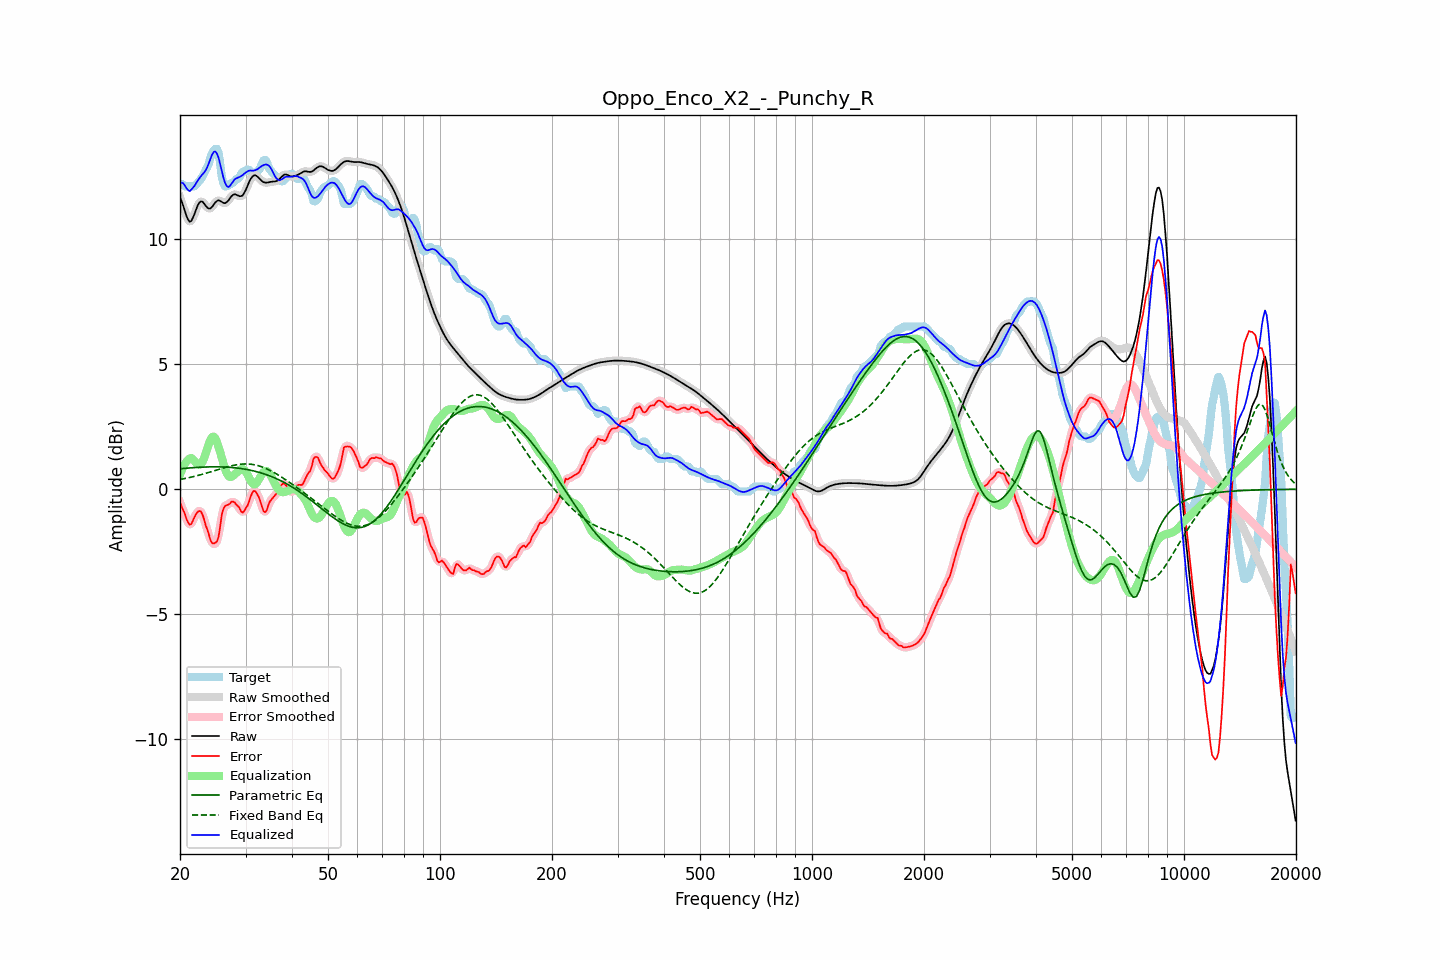 Oppo_Enco_X2_-_Punchy_R
Amplitude (dBr)
10
5
0
−5
−10
Target
Raw Smoothed
Error Smoothed
Raw
Error
Equalization
Parametric Eq
Fixed Band Eq
Equalized
20 50 100 200 500 1000 2000 5000 10000 20000
Frequency (Hz)